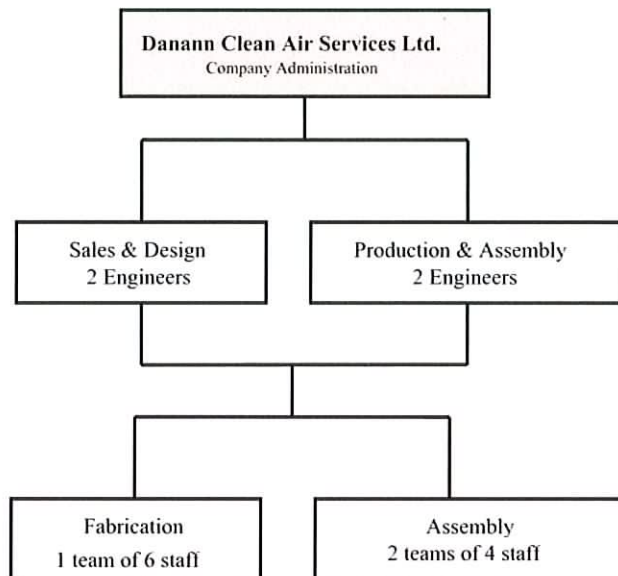 Danann Clean Air Services Ltd.
Company Administration
Sales & Design
2 Engineers
Production & Assembly
2 Engineers
Fabrication
1 team of 6 staff
Assembly
2 teams of 4 staff